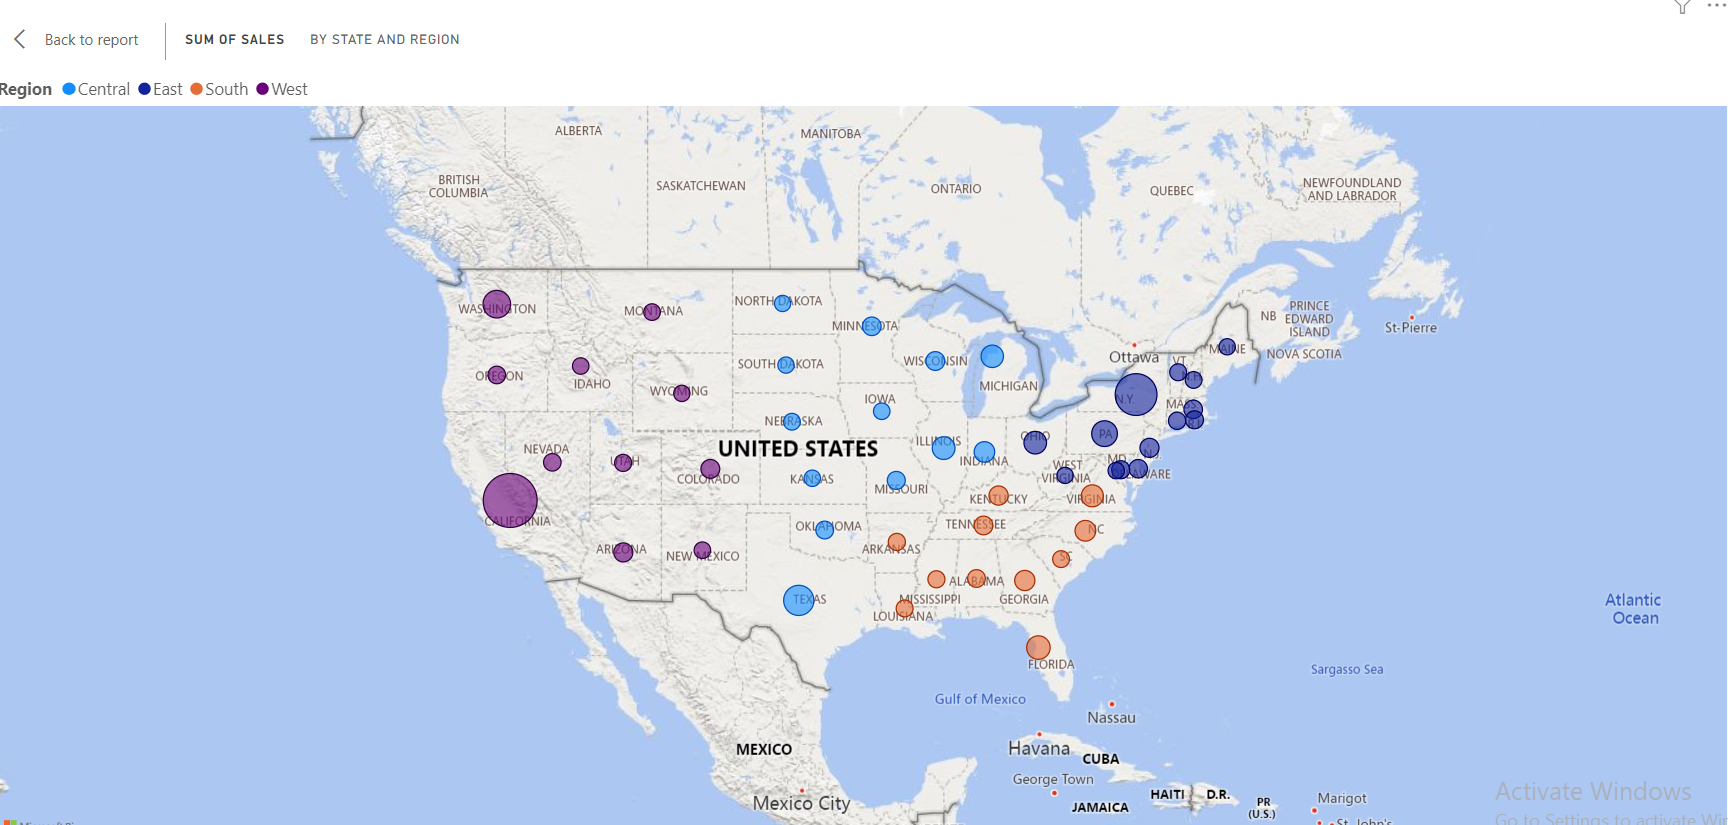 Back to report
SUM OF SALES BY STATE AND REGION
Region Central East South West
ALBERTA
MANITOBA
BRITISH
COLUMBIA
SASKATCHEWAN
ONTARIO
QUEBEC
NEWFOUNDLAND
AND LABRADOR
WASHINGTON
MONTANA
NORTH DAKOTA
MINNESOTA
NB
PRINCE
EDWARD
ISLAND
St-Pierre
OREGON
IDAHO
WYOMING
SOUTH DAKOTA
WISCONSIN
MICHIGAN
Ottawa
VT
MAINE
NOVA SCOTIA
N.H.
NEBRASKA
IOWA
N.Y.
MASS
NEVADA
UTAH
COLORADO
UNITED STATES
ILLINOIS
INDIANA
OHIO
PA
KANSAS
MISSOURI
WEST
VIRGINIA
MD
DELAWARE
CALIFORNIA
KENTUCKY
VIRGINIA
ARIZONA
NEW MEXICO
OKLAHOMA
ARKANSAS
TENNESSEE
NC
SC
TEXAS
MISSISSIPPI
ALABAMA
GEORGIA
LOUISIANA
FLORIDA
Atlantic
Ocean
Sargasso Sea
Gulf of Mexico
Nassau
MEXICO
Havana
CUBA
George Town
HAITI
D.R.
JAMAICA
PR
(U.S.)
Marigot
Mexico City
St. John's
Activate Windows
Go to Settings to activate Wi